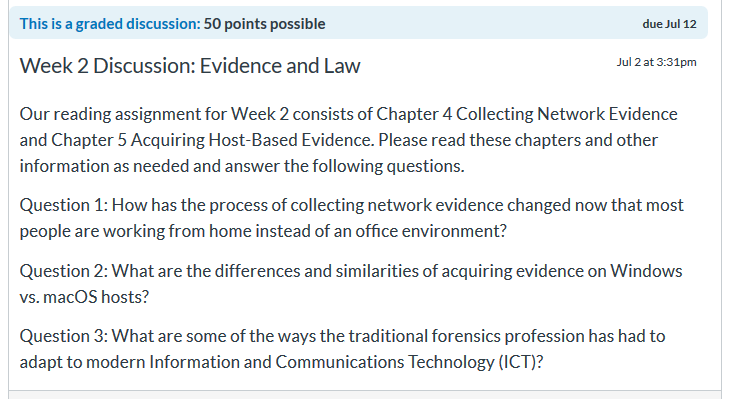 This is a graded discussion: 50 points possible
due Jul 12
Week 2 Discussion: Evidence and Law
Jul 2 at 3:31pm
Our reading assignment for Week 2 consists of Chapter 4 Collecting Network Evidence
and Chapter 5 Acquiring Host-Based Evidence. Please read these chapters and other
information as needed and answer the following questions.
Question 1: How has the process of collecting network evidence changed now that most
people are working from home instead of an office environment?
Question 2: What are the differences and similarities of acquiring evidence on Windows
vs. macOS hosts?
Question 3: What are some of the ways the traditional forensics profession has had to
adapt to modern Information and Communications Technology (ICT)?